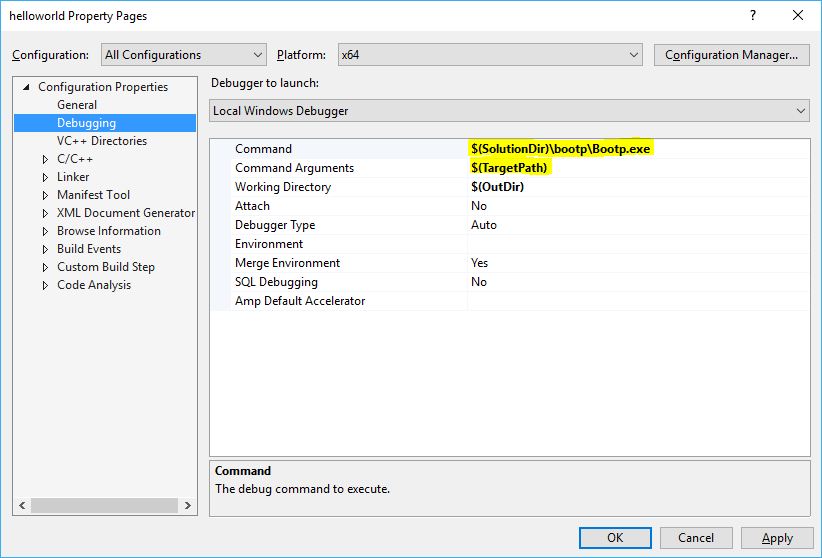 helloworld Property Pages
?
Configuration: All Configurations Platform: x64 Configuration Manager...
Configuration Properties
General
Debugging
VC++ Directories
C/C++
Linker
Manifest Tool
XML Document Generator
Browse Information
Build Events
Custom Build Step
Code Analysis
Debugger to launch:
Local Windows Debugger
Command $(SolutionDir)\bootp\Bootp.exe
Command Arguments $(TargetPath)
Working Directory $(OutDir)
Attach No
Debugger Type Auto
Environment
Merge Environment Yes
SQL Debugging No
Amp Default Accelerator
Command
The debug command to execute.
OK Cancel Apply